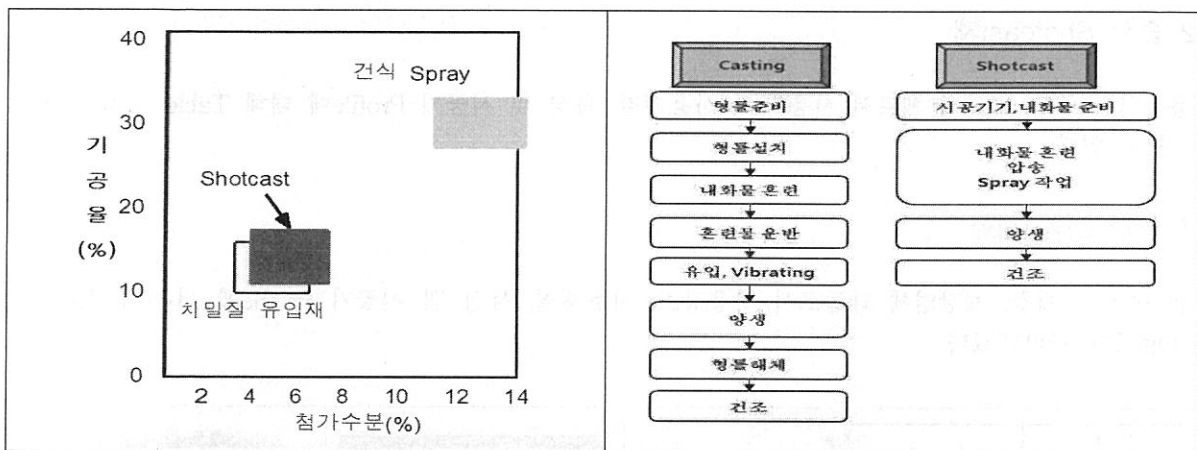 40
건식 Spray
30
기
공
율
(%)
Shotcast
20
10
치밀질 유입재
0
2 4 6 8 10 12 14
첨가수분(%)
Casting
형틀준비
형틀설치
내화물 혼련
혼련물 운반
유입, Vibrating
양생
형틀해체
건조
Shotcast
시공기기,내화물 준비
내화물 혼련
압송
Spray 작업
양생
건조